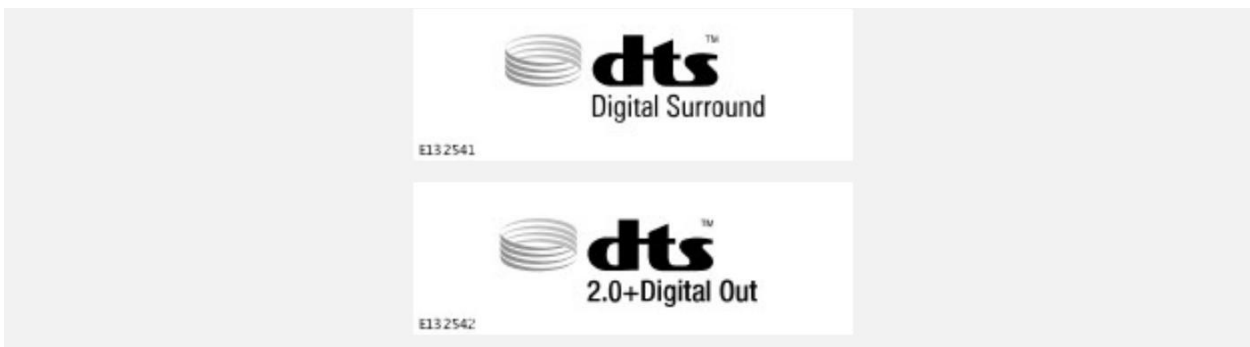 dts™
Digital Surround
E132541
dts™
2.0+Digital Out
E132542